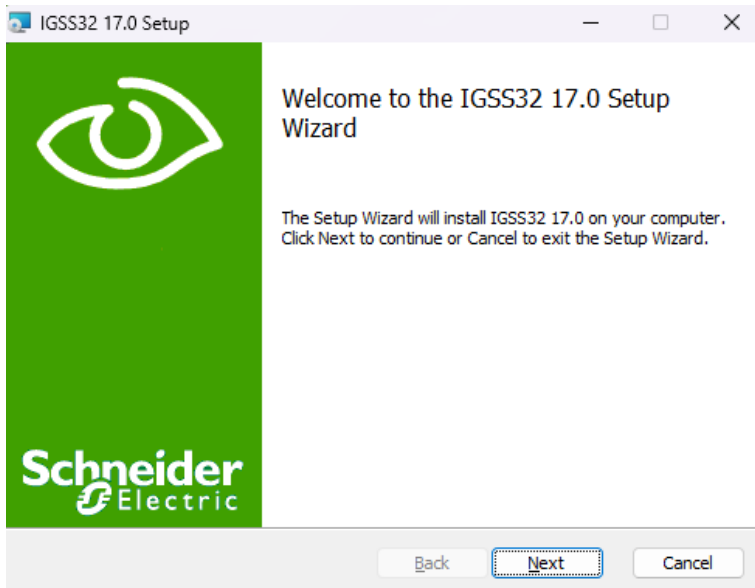 IGSS32 17.0 Setup
Welcome to the IGSS32 17.0 Setup
Wizard
The Setup Wizard will install IGSS32 17.0 on your computer.
Click Next to continue or Cancel to exit the Setup Wizard.
Schneider
Electric
Back
Next
Cancel